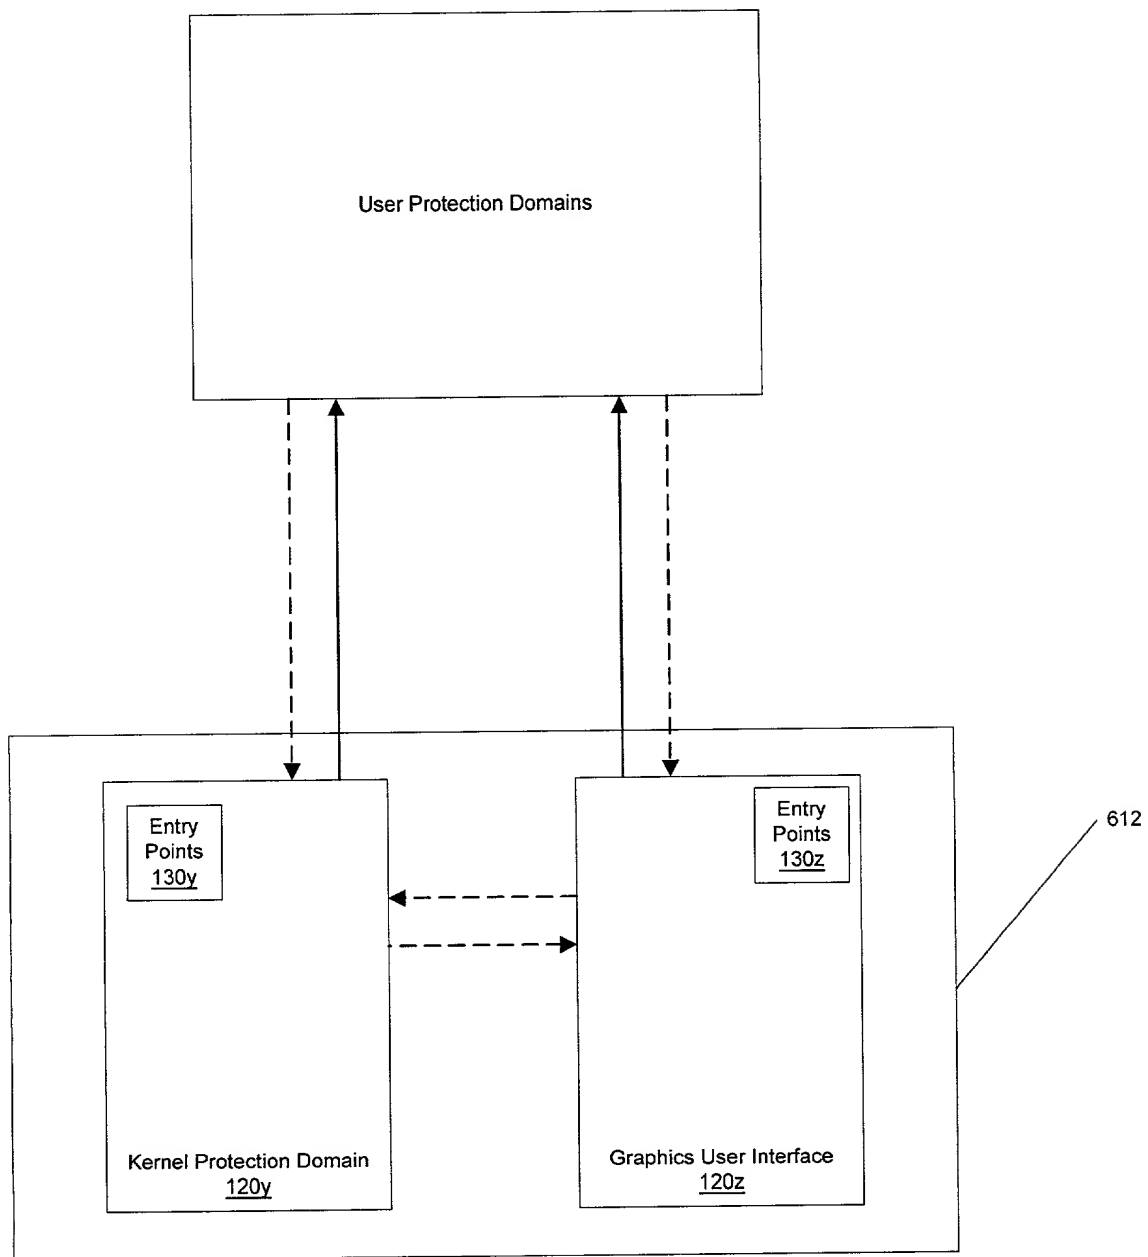 User Protection Domains
Entry
Points
130y
Entry
Points
130z
612
Kernel Protection Domain
120y
Graphics User Interface
120z